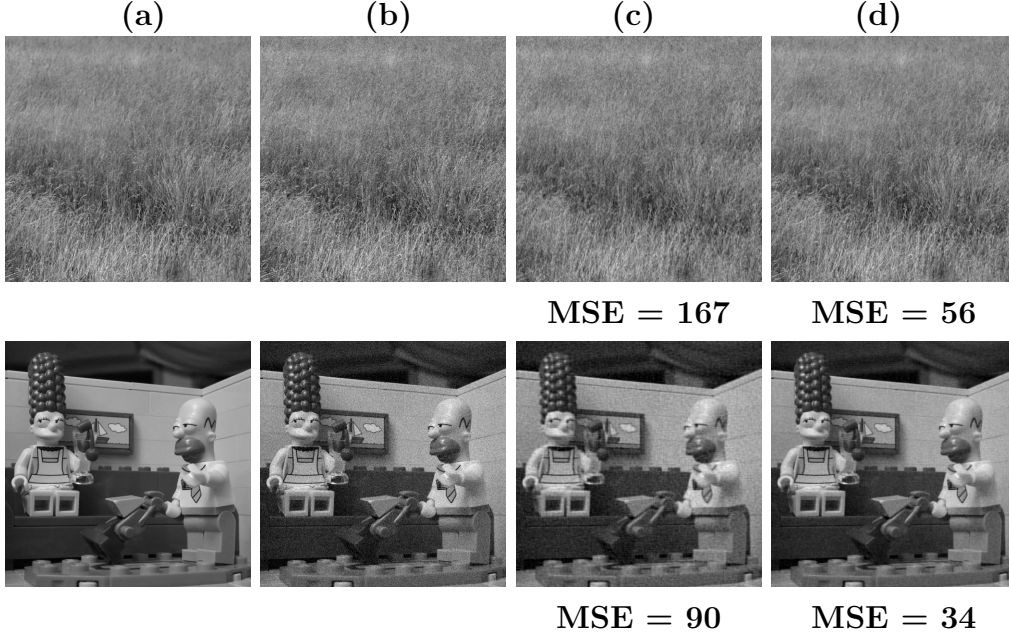 (a) (b) (c) (d)
MSE = 167 MSE = 56
MSE = 90 MSE = 34